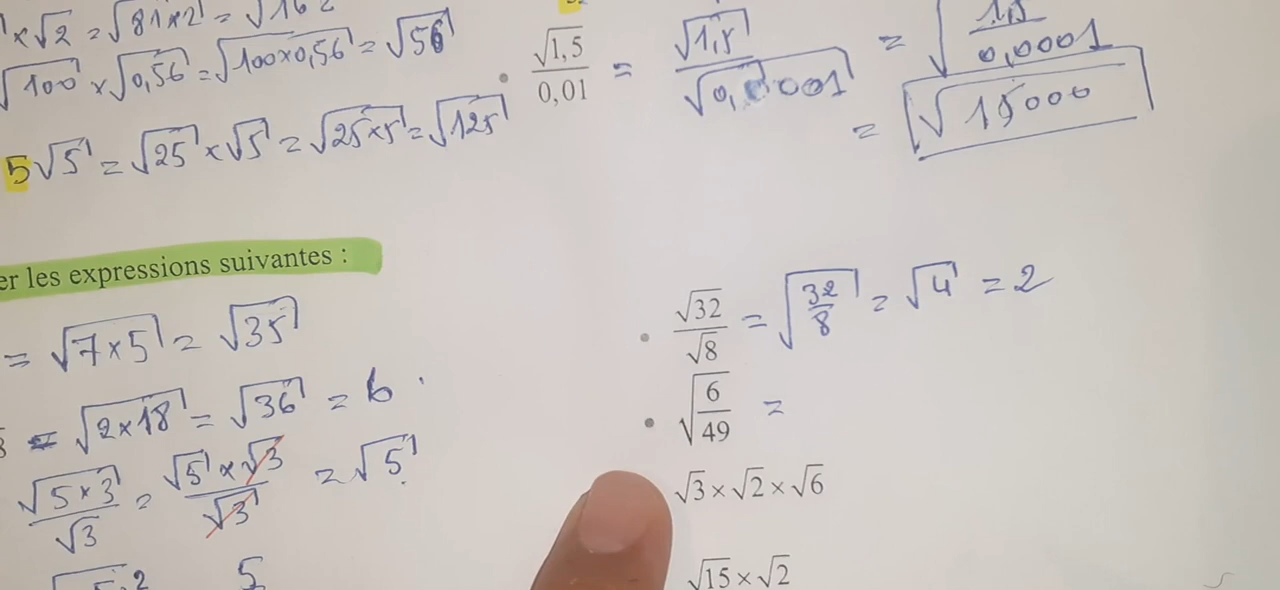 ×√2 = √81×2 = √162
√100 × √0,56 = √100×0,56 = √56
5√5 = √25 × √5 = √25×5 = √125
• √1,5 / 0,01 = √1,5 / √0,0001 = √1,5 / 0,0001
= √15000
er les expressions suivantes :
= √7×5 = √35
= √2×18 = √36 = 6
√5×3 / √3 = √5 × √3 / √3 = √5
2 5
• √32 / √8 = √32/8 = √4 = 2
• √6/49 =
√3 × √2 × √6
√15 × √2